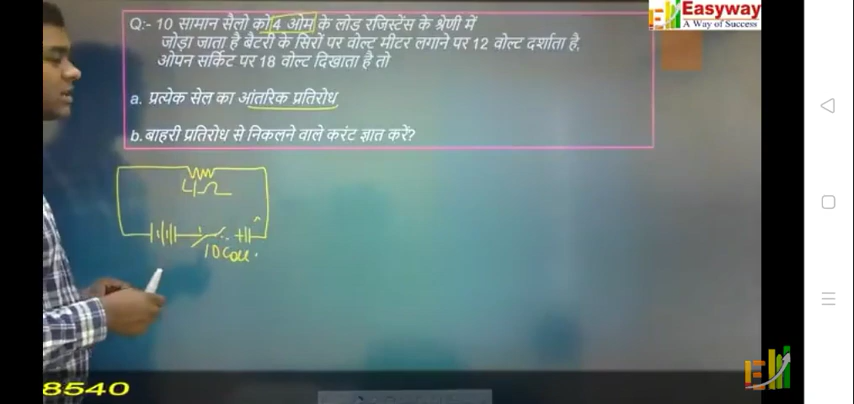 Easyway
A Way of Success
Q:- 10 सामान सैलो को 4 ओम के लोड रजिस्टेंस के श्रेणी में
जोड़ा जाता है बैटरी के सिरों पर वोल्ट मीटर लगाने पर 12 वोल्ट दर्शाता है,
ओपन सर्किट पर 18 वोल्ट दिखाता है तो
a. प्रत्येक सेल का आंतरिक प्रतिरोध
b. बाहरी प्रतिरोध से निकलने वाले करंट ज्ञात करें?
4Ω
10 Cell.
8540